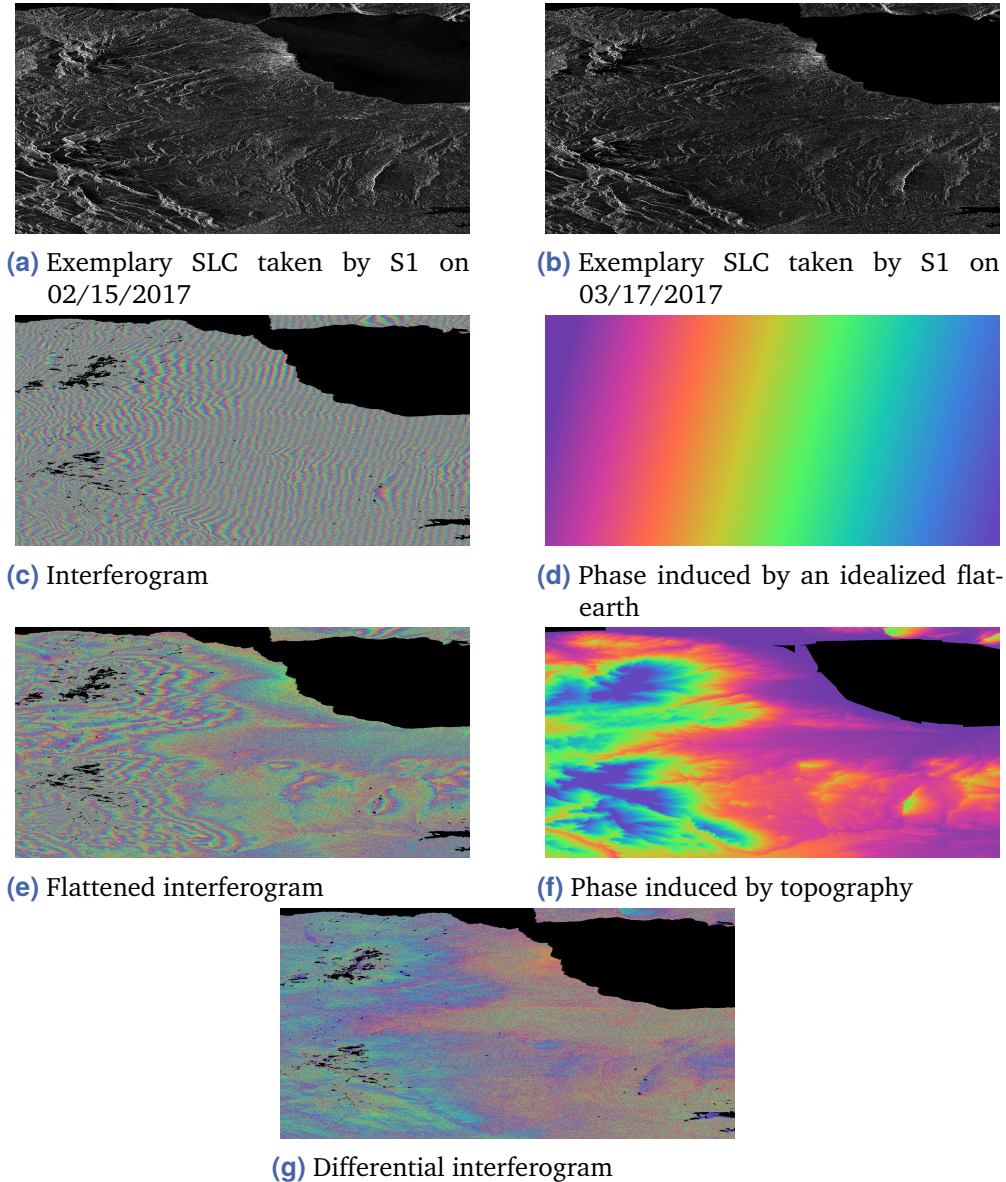 (a) Exemplary SLC taken by S1 on
02/15/2017
(b) Exemplary SLC taken by S1 on
03/17/2017
(c) Interferogram
(d) Phase induced by an idealized flat-
earth
(e) Flattened interferogram
(f) Phase induced by topography
(g) Differential interferogram